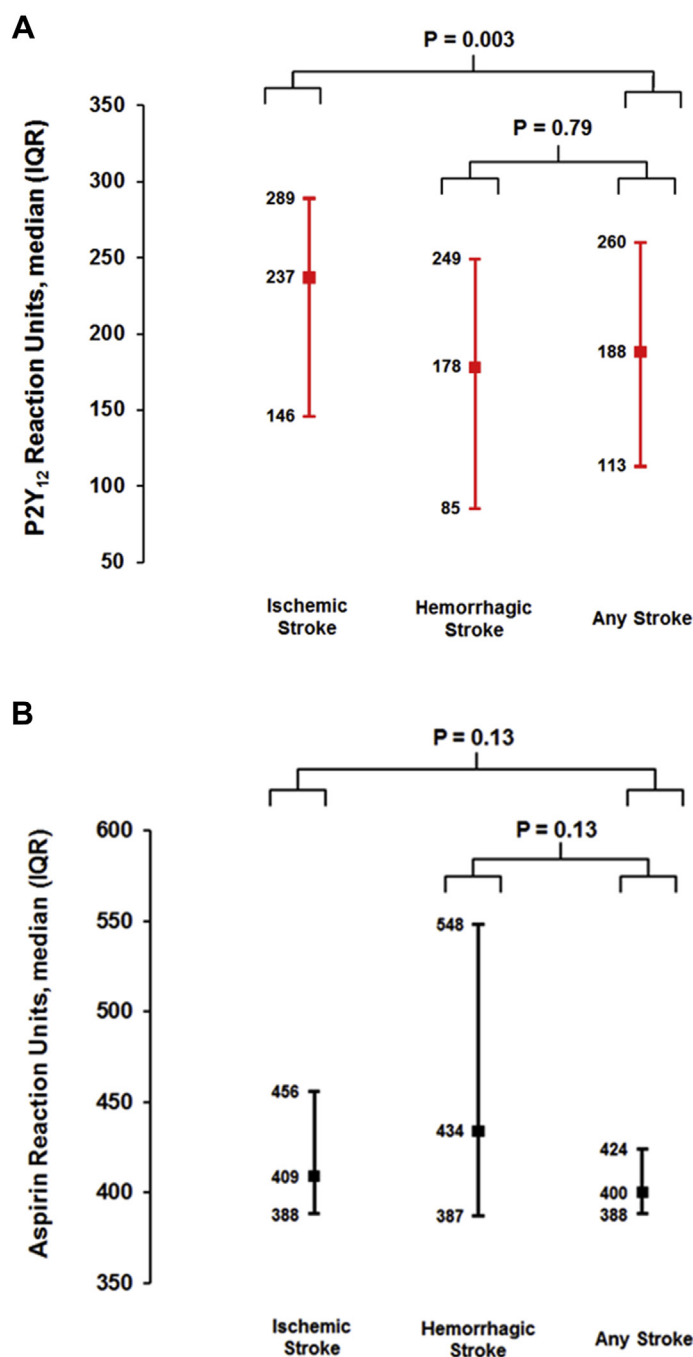 A
P = 0.003
P2Y12 Reaction Units, median (IQR)
350
300
250
200
150
100
50
P = 0.79
289
237
146
249
178
85
260
188
113
Ischemic
Stroke
Hemorrhagic
Stroke
Any Stroke
B
P = 0.13
Aspirin Reaction Units, median (IQR)
600
550
500
450
400
350
P = 0.13
456
409
388
548
434
387
424
400
388
Ischemic
Stroke
Hemorrhagic
Stroke
Any Stroke